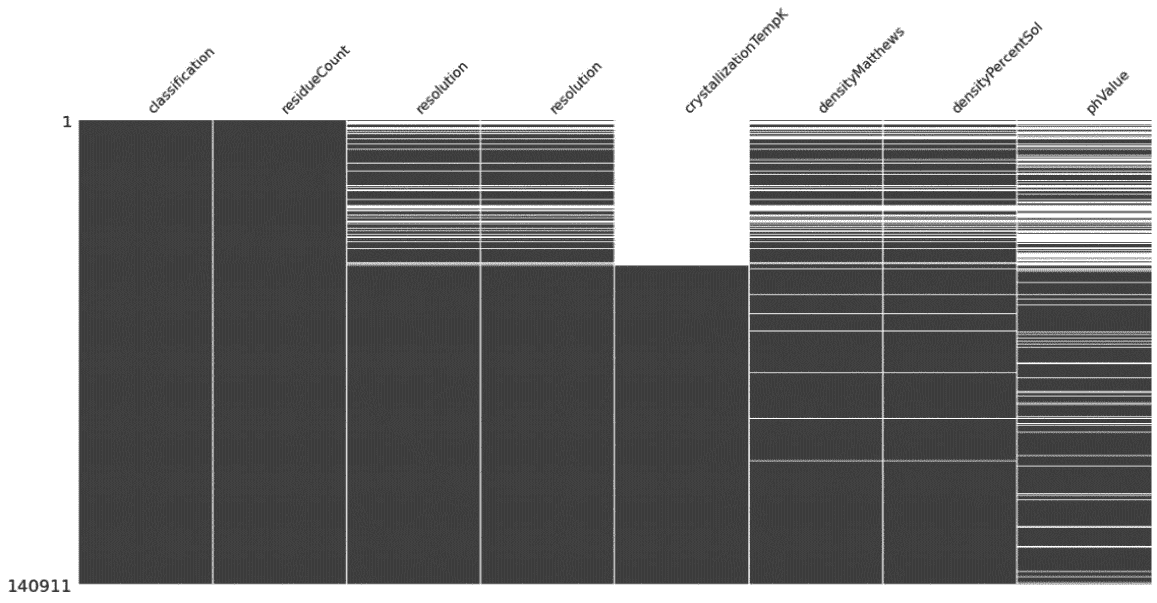 classification
residueCount
resolution
resolution
crystallizationTempK
densityMatthews
densityPercentSol
phValue
1
140911